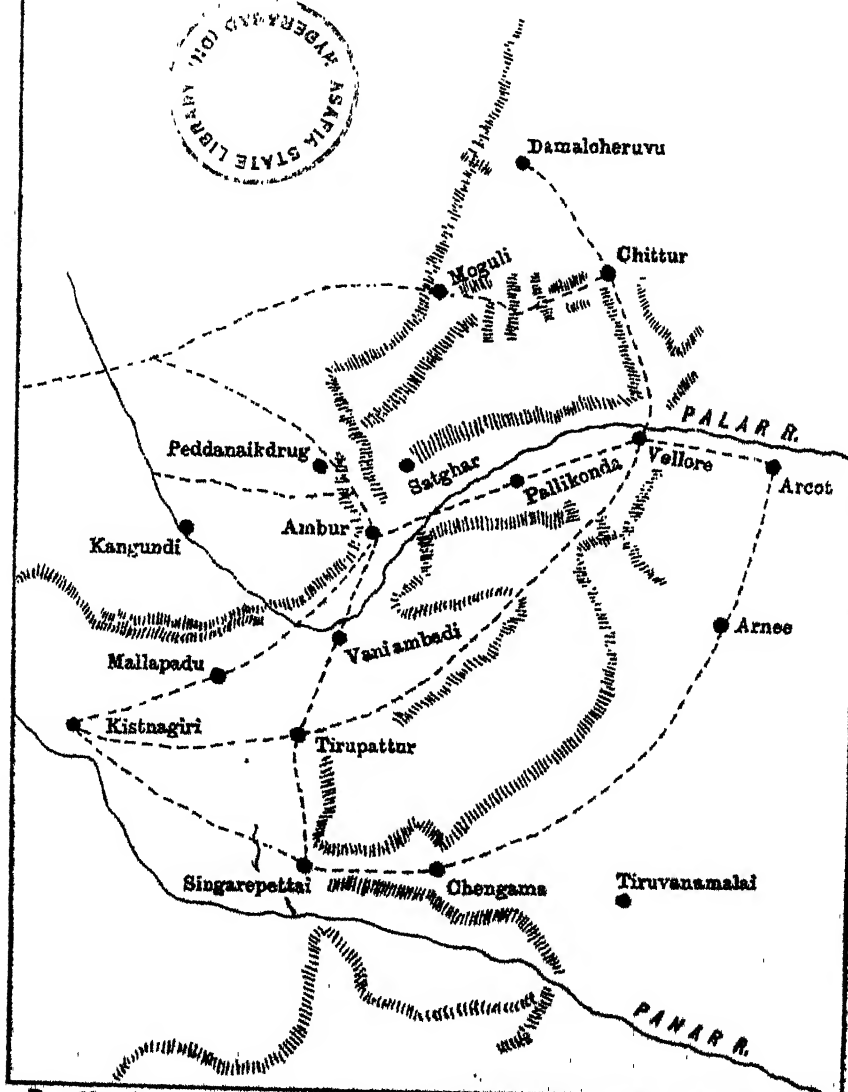 ASAFIA STATE LIBRARY
HYDERABAD (DN)
Damalcheruvu
Moguli
Chittur
PALAR R.
Peddanaikdrug
Satghar
Pallikonda
Vellore
Arcot
Ambur
Kangundi
Vaniambadi
Arnee
Mallapadu
Kistnagiri
Tirupattur
Singarepettai
Chengama
Tiruvanamalai
PANAR R.